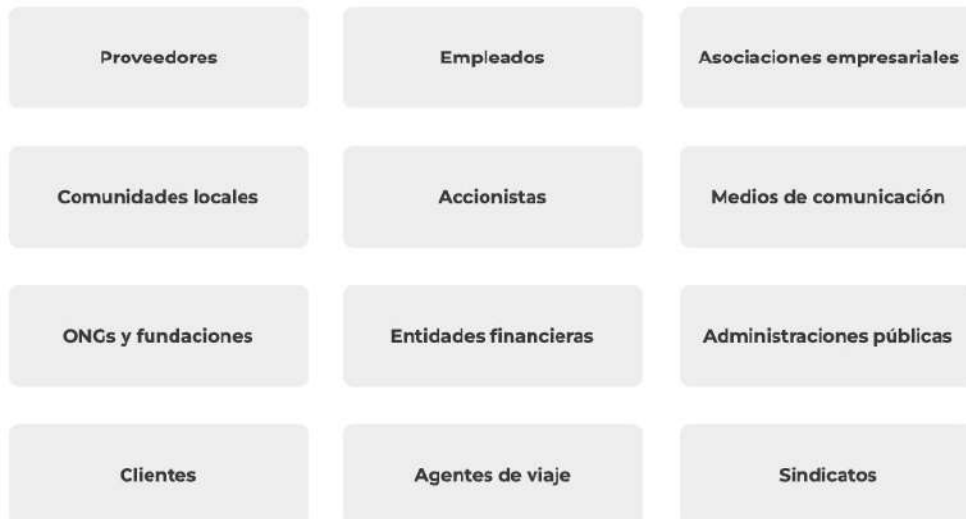 Proveedores
Empleados
Asociaciones empresariales
Comunidades locales
Accionistas
Medios de comunicación
ONGs y fundaciones
Entidades financieras
Administraciones públicas
Clientes
Agentes de viaje
Sindicatos